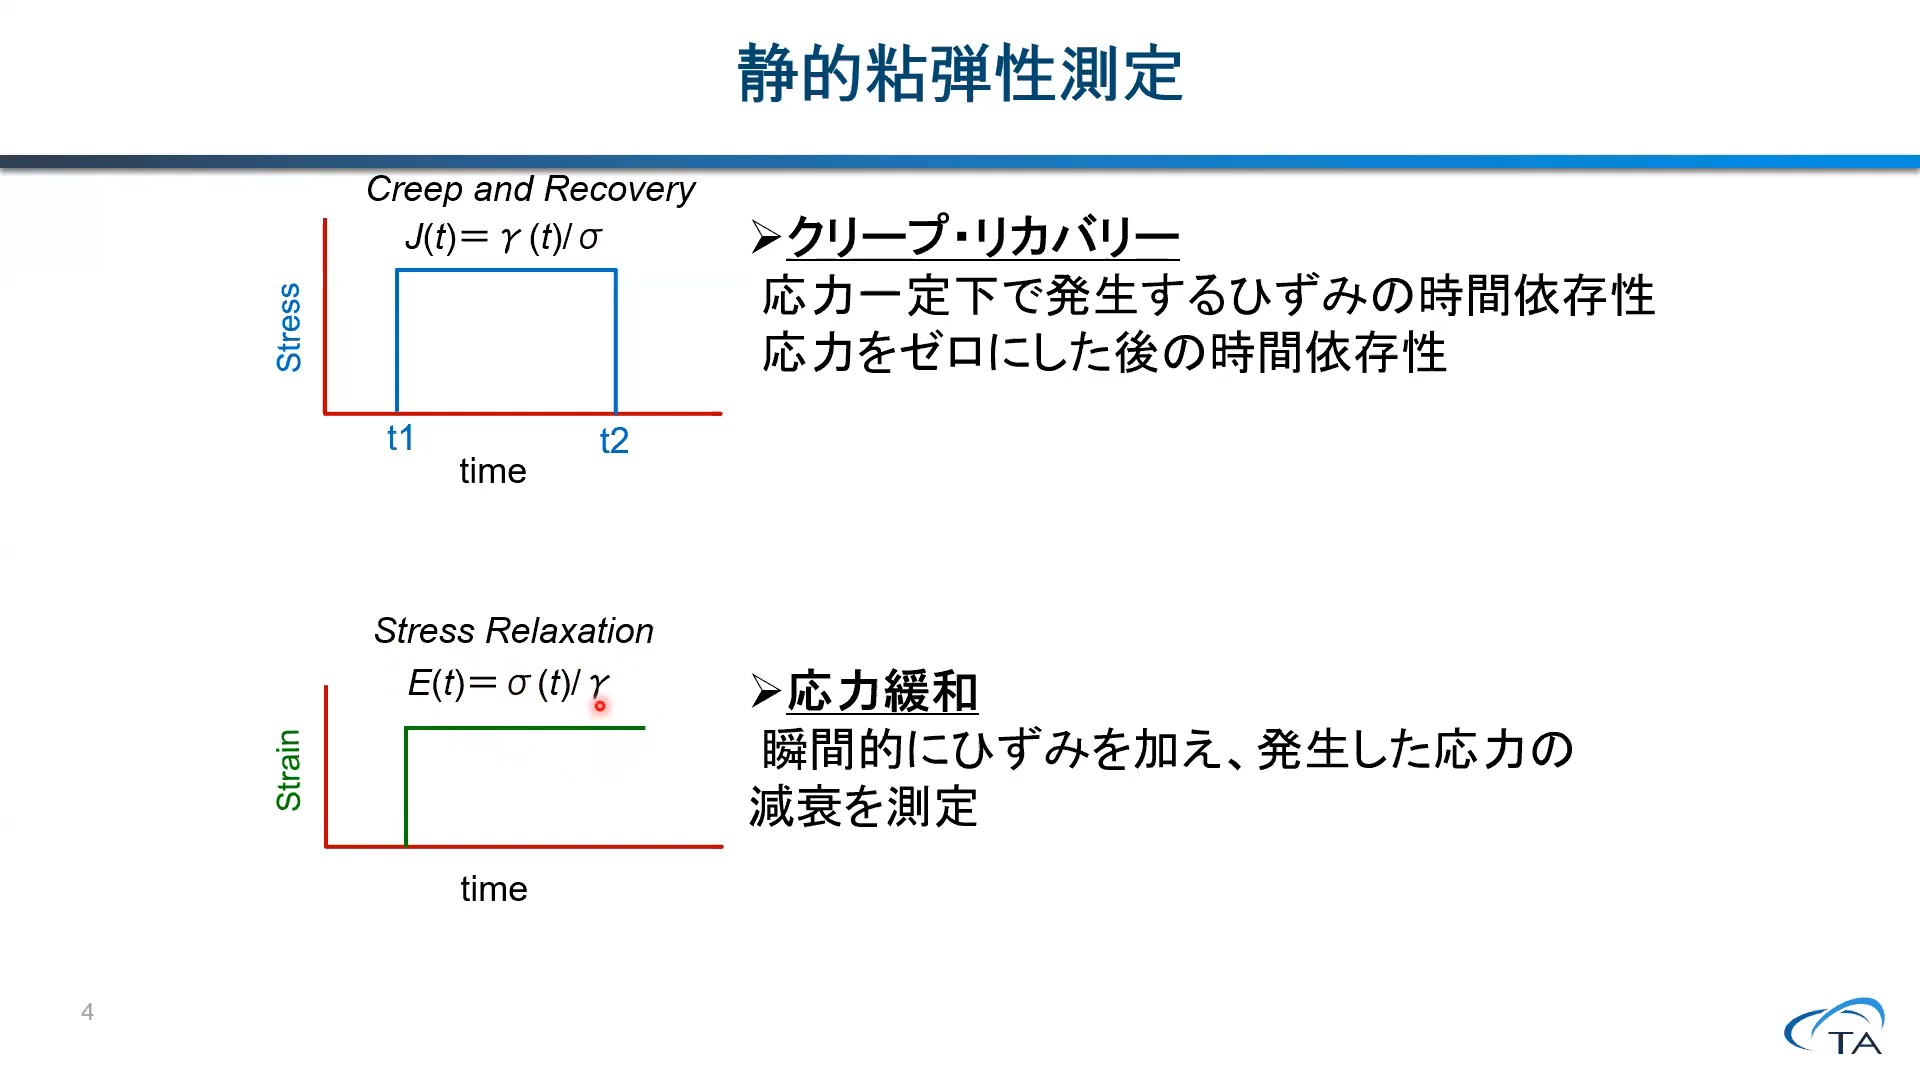 静的粘弾性測定
Creep and Recovery
J(t)＝γ(t)/σ
Stress
t1
t2
time
➢クリープ・リカバリー
応力一定下で発生するひずみの時間依存性
応力をゼロにした後の時間依存性
Stress Relaxation
E(t)＝σ(t)/γ
Strain
time
➢応力緩和
瞬間的にひずみを加え、発生した応力の
減衰を測定
4
TA